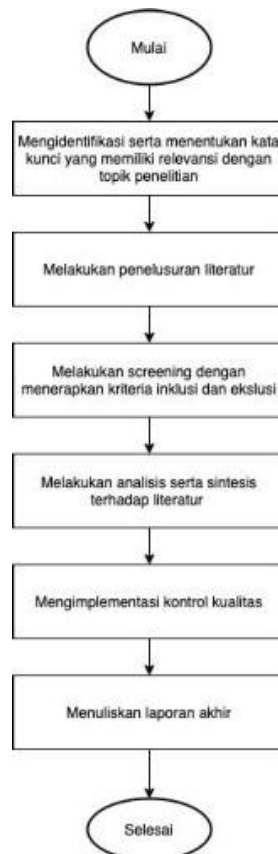 Mulai
Mengidentifikasi serta menentukan kata
kunci yang memiliki relevansi dengan
topik penelitian
Melakukan penelusuran literatur
Melakukan screening dengan
menerapkan kriteria inklusi dan ekslusi
Melakukan analisis serta sintesis
terhadap literatur
Mengimplementasi kontrol kualitas
Menuliskan laporan akhir
Selesai